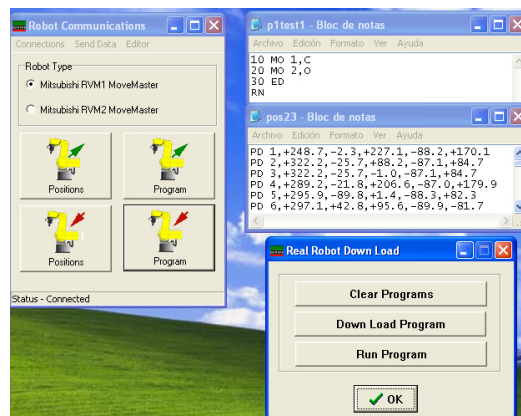 Robot Communications
Connections Send Data Editor
Robot Type
Mitsubishi RVM1 MoveMaster
Mitsubishi RVM2 MoveMaster
Positions
Program
Positions
Program
Status - Connected
p1test1 - Bloc de notas
Archivo Edición Formato Ver Ayuda
10 MO 1,C
20 MO 2,O
30 ED
RN
pos23 - Bloc de notas
Archivo Edición Formato Ver Ayuda
PD 1,+248.7,-2.3,+227.1,-88.2,+170.1
PD 2,+322.2,-25.7,+88.2,-87.1,+84.7
PD 3,+322.2,-25.7,-1.0,-87.1,+84.7
PD 4,+289.2,-21.8,+206.6,-87.0,+179.9
PD 5,+295.9,-89.8,+1.4,-88.3,+82.3
PD 6,+297.1,+42.8,+95.6,-89.9,-81.7
Real Robot Down Load
Clear Programs
Down Load Program
Run Program
OK